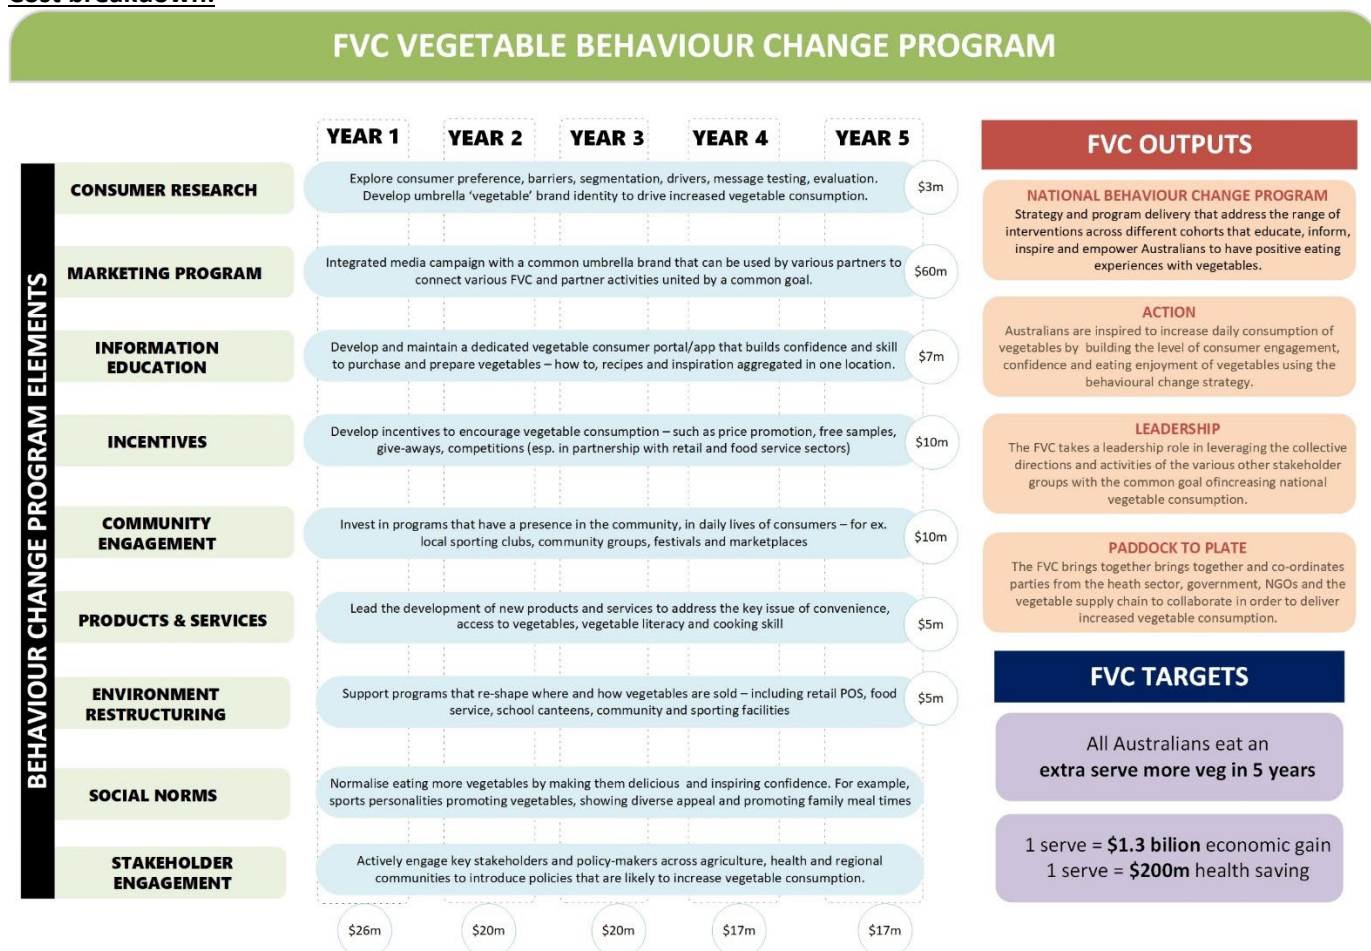 Cost breakdown:
FVC VEGETABLE BEHAVIOUR CHANGE PROGRAM
YEAR 1
YEAR 2
YEAR 3
YEAR 4
YEAR 5
BEHAVIOUR CHANGE PROGRAM ELEMENTS
CONSUMER RESEARCH
Explore consumer preference, barriers, segmentation, drivers, message testing, evaluation.
Develop umbrella ‘vegetable’ brand identity to drive increased vegetable consumption.
$3m
MARKETING PROGRAM
Integrated media campaign with a common umbrella brand that can be used by various partners to
connect various FVC and partner activities united by a common goal.
$60m
INFORMATION
EDUCATION
Develop and maintain a dedicated vegetable consumer portal/app that builds confidence and skill
to purchase and prepare vegetables – how to, recipes and inspiration aggregated in one location.
$7m
INCENTIVES
Develop incentives to encourage vegetable consumption – such as price promotion, free samples,
give-aways, competitions (esp. in partnership with retail and food service sectors)
$10m
COMMUNITY
ENGAGEMENT
Invest in programs that have a presence in the community, in daily lives of consumers – for ex.
local sporting clubs, community groups, festivals and marketplaces
$10m
PRODUCTS & SERVICES
Lead the development of new products and services to address the key issue of convenience,
access to vegetables, vegetable literacy and cooking skill
$5m
ENVIRONMENT
RESTRUCTURING
Support programs that re-shape where and how vegetables are sold – including retail POS, food
service, school canteens, community and sporting facilities
$5m
SOCIAL NORMS
Normalise eating more vegetables by making them delicious and inspiring confidence. For example,
sports personalities promoting vegetables, showing diverse appeal and promoting family meal times
STAKEHOLDER
ENGAGEMENT
Actively engage key stakeholders and policy-makers across agriculture, health and regional
communities to introduce policies that are likely to increase vegetable consumption.
$26m
$20m
$20m
$17m
$17m
FVC OUTPUTS
NATIONAL BEHAVIOUR CHANGE PROGRAM
Strategy and program delivery that address the range of
interventions across different cohorts that educate, inform,
inspire and empower Australians to have positive eating
experiences with vegetables.
ACTION
Australians are inspired to increase daily consumption of
vegetables by building the level of consumer engagement,
confidence and eating enjoyment of vegetables using the
behavioural change strategy.
LEADERSHIP
The FVC takes a leadership role in leveraging the collective
directions and activities of the various other stakeholder
groups with the common goal ofincreasing national
vegetable consumption.
PADDOCK TO PLATE
The FVC brings together brings together and co-ordinates
parties from the heath sector, government, NGOs and the
vegetable supply chain to collaborate in order to deliver
increased vegetable consumption.
FVC TARGETS
All Australians eat an
extra serve more veg in 5 years
1 serve = $1.3 bilion economic gain
1 serve = $200m health saving